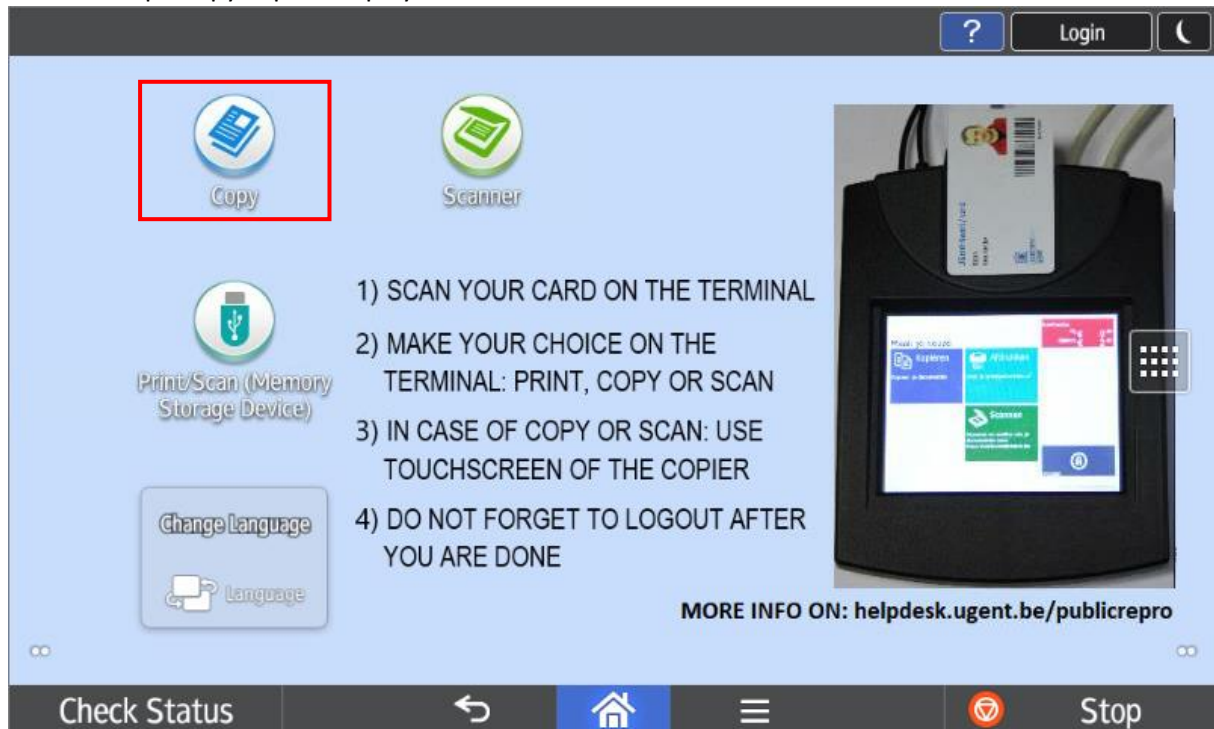 ? Login
Copy
Scanner
Print/Scan (Memory
Storage Device)
Change Language
Language
1) SCAN YOUR CARD ON THE TERMINAL
2) MAKE YOUR CHOICE ON THE
TERMINAL: PRINT, COPY OR SCAN
3) IN CASE OF COPY OR SCAN: USE
TOUCHSCREEN OF THE COPIER
4) DO NOT FORGET TO LOGOUT AFTER
YOU ARE DONE
Maak je keuze
Kopiëren
Afdrukken
Scannen
MORE INFO ON: helpdesk.ugent.be/publicrepro
Check Status
Stop